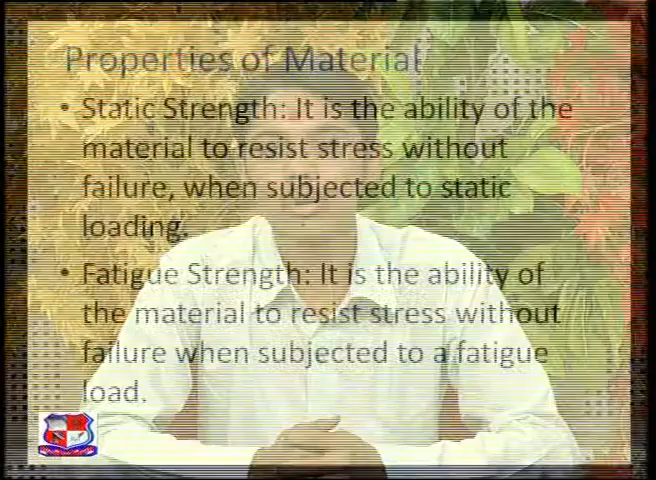 Properties of Material
• Static Strength: It is the ability of the
material to resist stress without
failure, when subjected to static
loading.
• Fatigue Strength: It is the ability of
the material to resist stress without
failure when subjected to a fatigue
load.